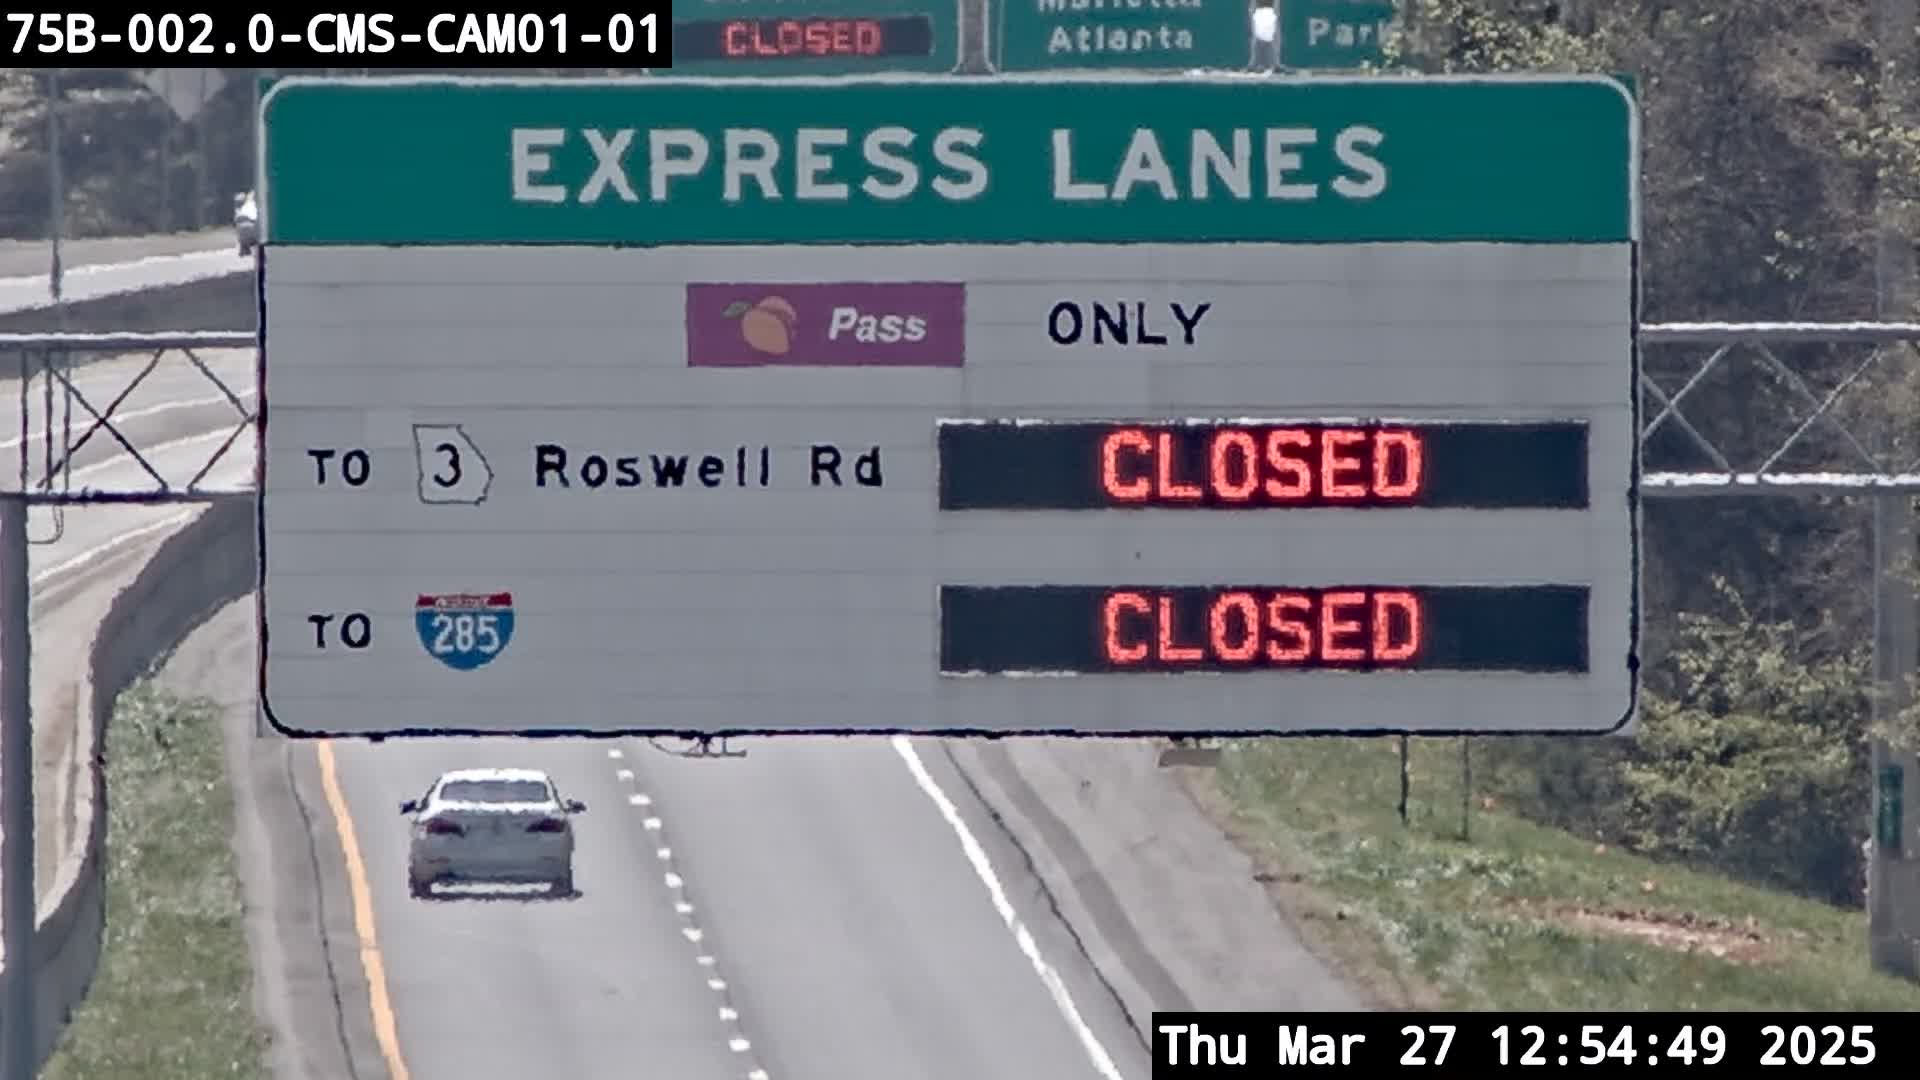 75B-002.0-CMS-CAM01-01
CLOSED
Atlanta
EXPRESS LANES
Pass ONLY
TO 3 Roswell Rd CLOSED
TO 285 CLOSED
Thu Mar 27 12:54:49 2025